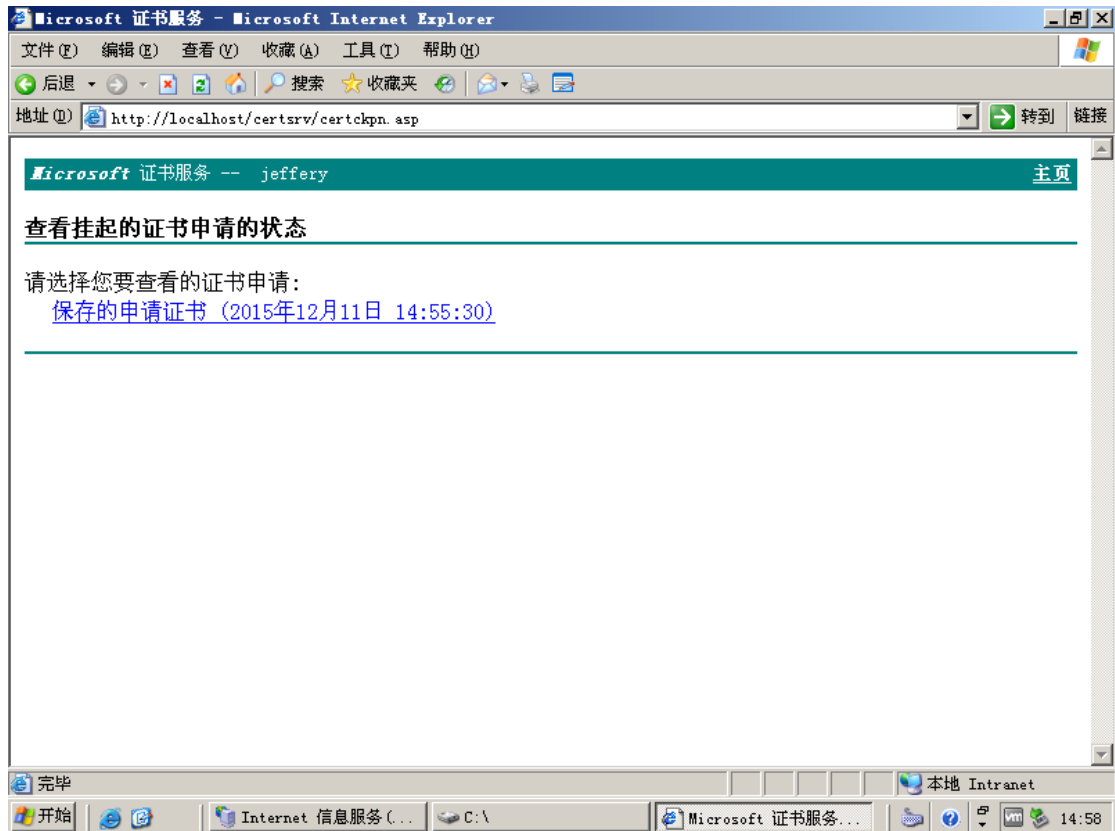 Microsoft 证书服务 - Microsoft Internet Explorer
文件(F) 编辑(E) 查看(V) 收藏(A) 工具(T) 帮助(H)
后退 搜索 收藏夹
地址(D) http://localhost/certsrv/certckpn.asp 转到 链接
Microsoft 证书服务 -- jeffery 主页
查看挂起的证书申请的状态
请选择您要查看的证书申请:
保存的申请证书 (2015年12月11日 14:55:30)
完毕 本地 Intranet
开始 Internet 信息服务(... C:\ Microsoft 证书服务... 14:58